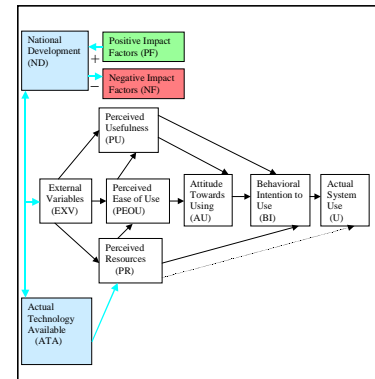 National
Development
(ND)
Positive Impact
Factors (PF)
+
Negative Impact
Factors (NF)
−
Perceived
Usefulness
(PU)
External
Variables
(EXV)
Perceived
Ease of Use
(PEOU)
Attitude
Towards
Using
(AU)
Behavioral
Intention to
Use
(BI)
Actual
System
Use
(U)
Perceived
Resources
(PR)
Actual
Technology
Available
(ATA)